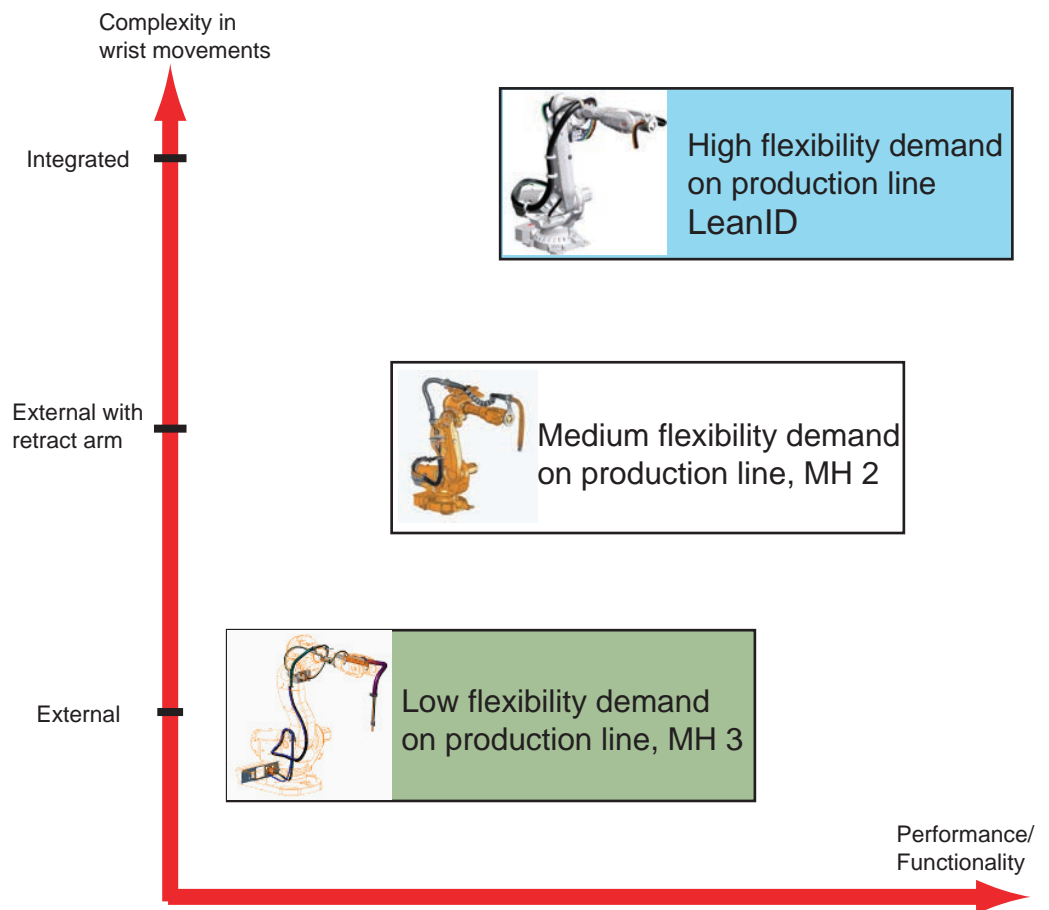 Complexity in
wrist movements
Integrated
High flexibility demand
on production line
LeanID
External with
retract arm
Medium flexibility demand
on production line, MH 2
External
Low flexibility demand
on production line, MH 3
Performance/
Functionality